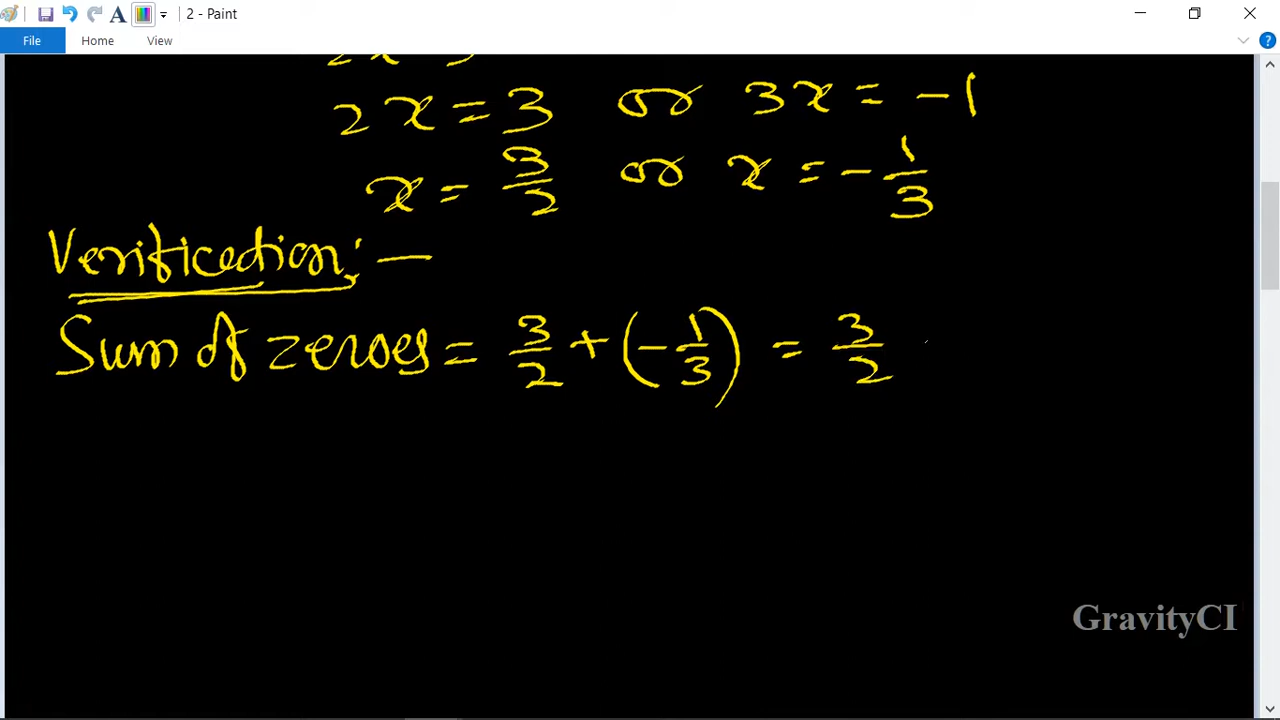 2 - Paint
File Home View
2x = 3 or 3x = -1
x = 3/2 or x = -1/3
Verification:-
Sum of zeroes = 3/2 + (-1/3) = 3/2
GravityCI